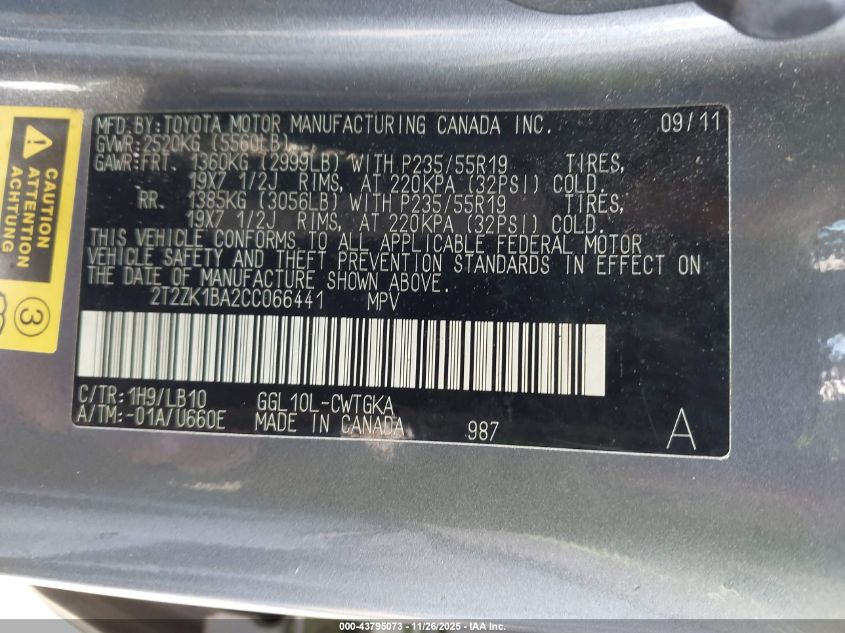 MFD.BY:TOYOTA MOTOR MANUFACTURING CANADA INC. 09/11
GVWR:2520KG (5560LB)
GAWR:FRT. 1360KG (2999LB) WITH P235/55R19 TIRES,
19X7 1/2J RIMS, AT 220KPA (32PSI) COLD.
RR. 1385KG (3056LB) WITH P235/55R19 TIRES,
19X7 1/2J RIMS, AT 220KPA (32PSI) COLD.
THIS VEHICLE CONFORMS TO ALL APPLICABLE FEDERAL MOTOR
VEHICLE SAFETY AND THEFT PREVENTION STANDARDS IN EFFECT ON
THE DATE OF MANUFACTURE SHOWN ABOVE.
2T2ZK1BA2CC066441 MPV
C/TR:1H9/LB10 GGL10L-CWTGKA
A/TM:-01A/U660E MADE IN CANADA 987 A
CAUTION
ATTENTION
ACHTUNG
3
000-43795073 - 11/26/2025 - IAA Inc.